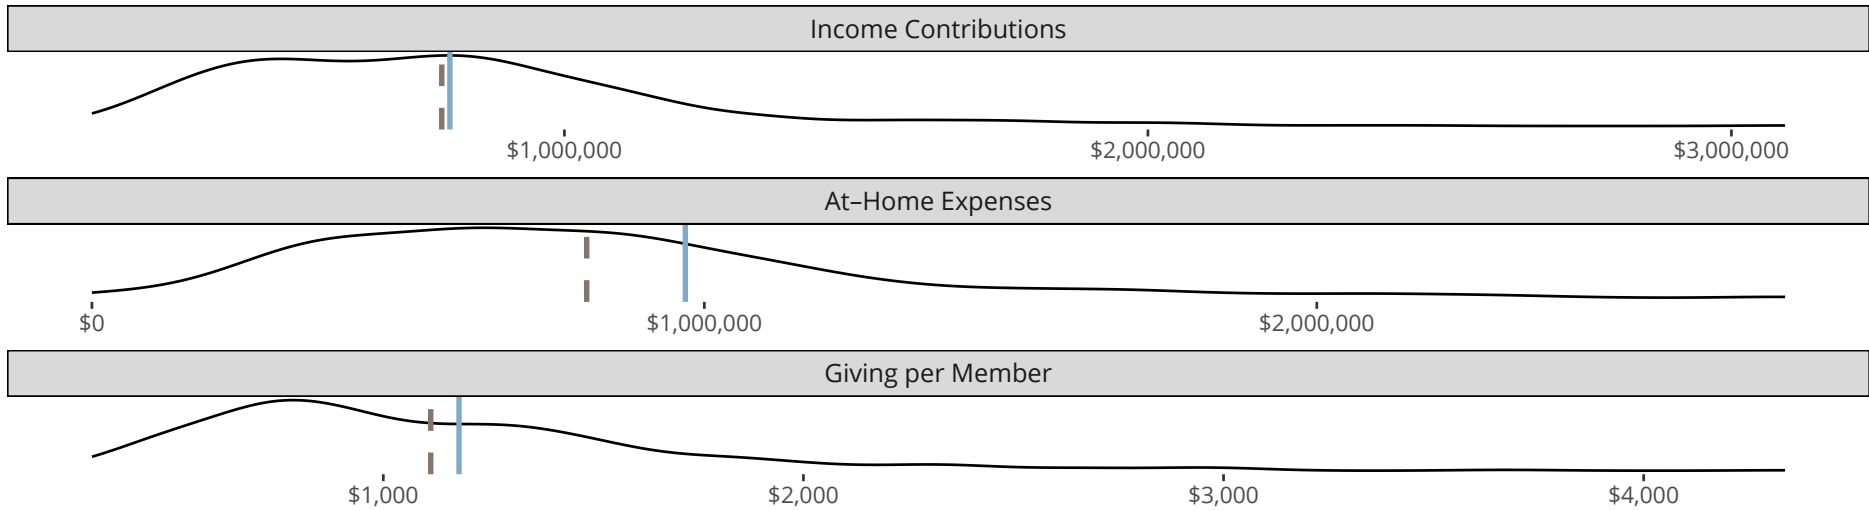 Income Contributions
$1,000,000 $2,000,000 $3,000,000
At–Home Expenses
$0 $1,000,000 $2,000,000
Giving per Member
$1,000 $2,000 $3,000 $4,000